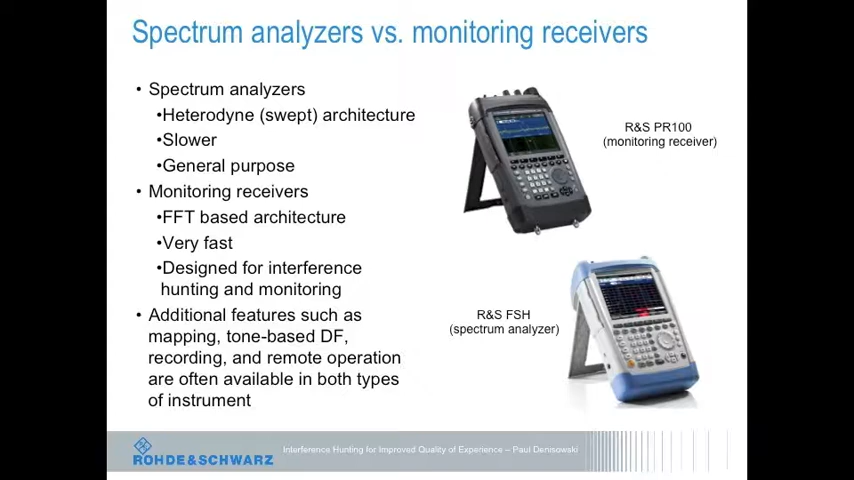 Spectrum analyzers vs. monitoring receivers
• Spectrum analyzers
•Heterodyne (swept) architecture
•Slower
•General purpose
• Monitoring receivers
•FFT based architecture
•Very fast
•Designed for interference
hunting and monitoring
• Additional features such as
mapping, tone-based DF,
recording, and remote operation
are often available in both types
of instrument
R&S PR100
(monitoring receiver)
R&S FSH
(spectrum analyzer)
ROHDE&SCHWARZ
Interference Hunting for Improved Quality of Experience – Paul Denisowski